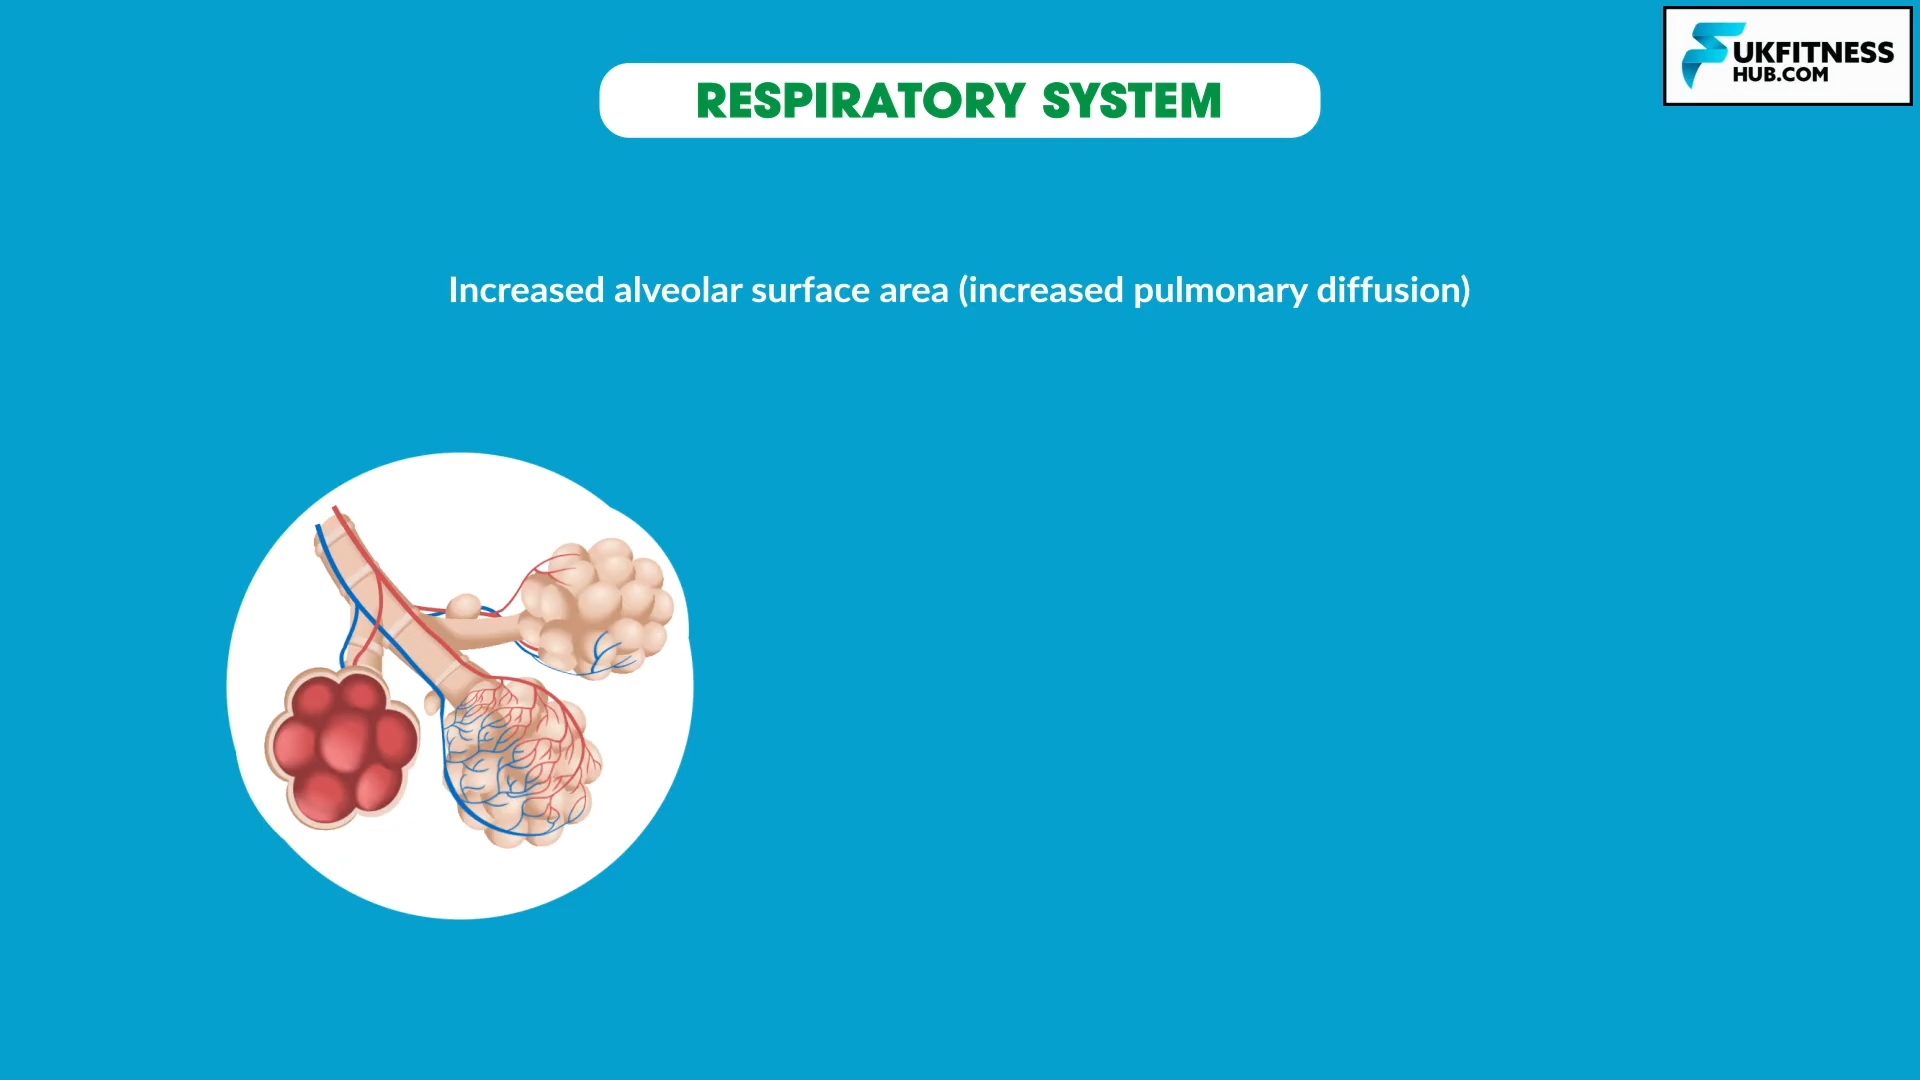 UKFITNESS
HUB.COM
RESPIRATORY SYSTEM
Increased alveolar surface area (increased pulmonary diffusion)